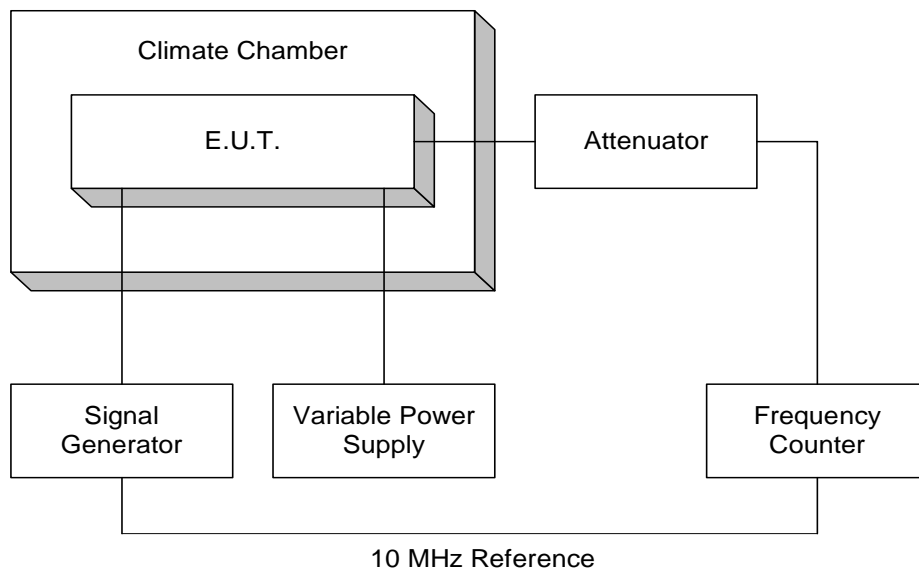 Climate Chamber
E.U.T.
Attenuator
Signal
Generator
Variable Power
Supply
Frequency
Counter
10 MHz Reference